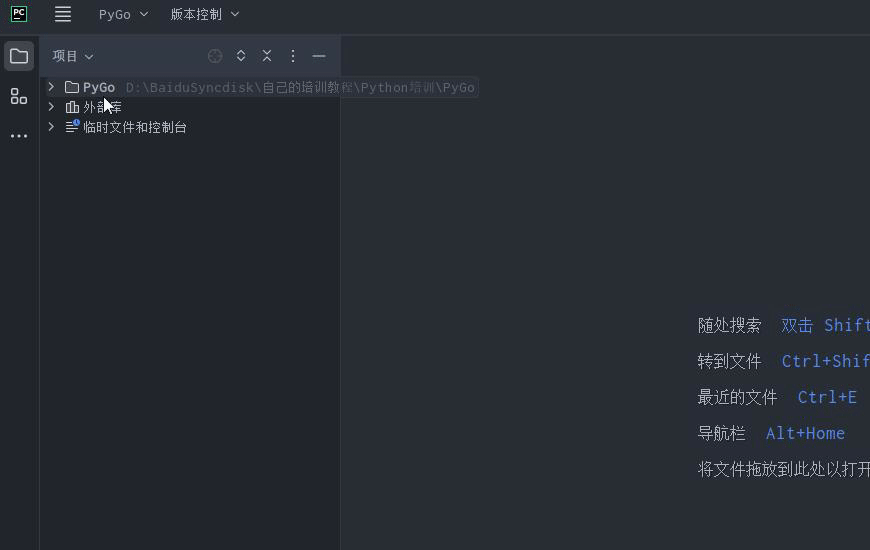 PC PyGo 版本控制
项目
PyGo D:\BaiduSyncdisk\自己的培训教程\Python培训\PyGo
外部库
临时文件和控制台
随处搜索 双击 Shift
转到文件 Ctrl+Shif
最近的文件 Ctrl+E
导航栏 Alt+Home
将文件拖放到此处以打开